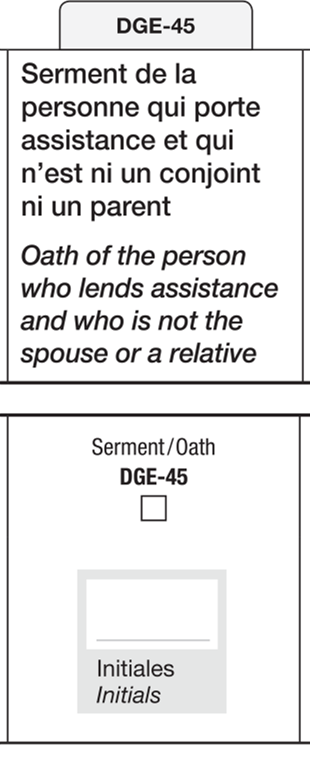 DGE-45
Serment de la
personne qui porte
assistance et qui
n’est ni un conjoint
ni un parent
Oath of the person
who lends assistance
and who is not the
spouse or a relative
Serment/Oath
DGE-45
Initiales
Initials